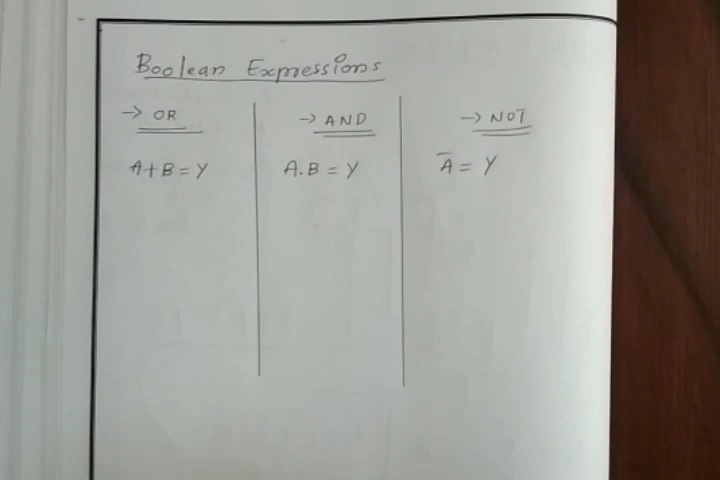 Boolean Expressions
→ OR
A+B=Y
→ AND
A.B = Y
→ NOT
A̅ = Y